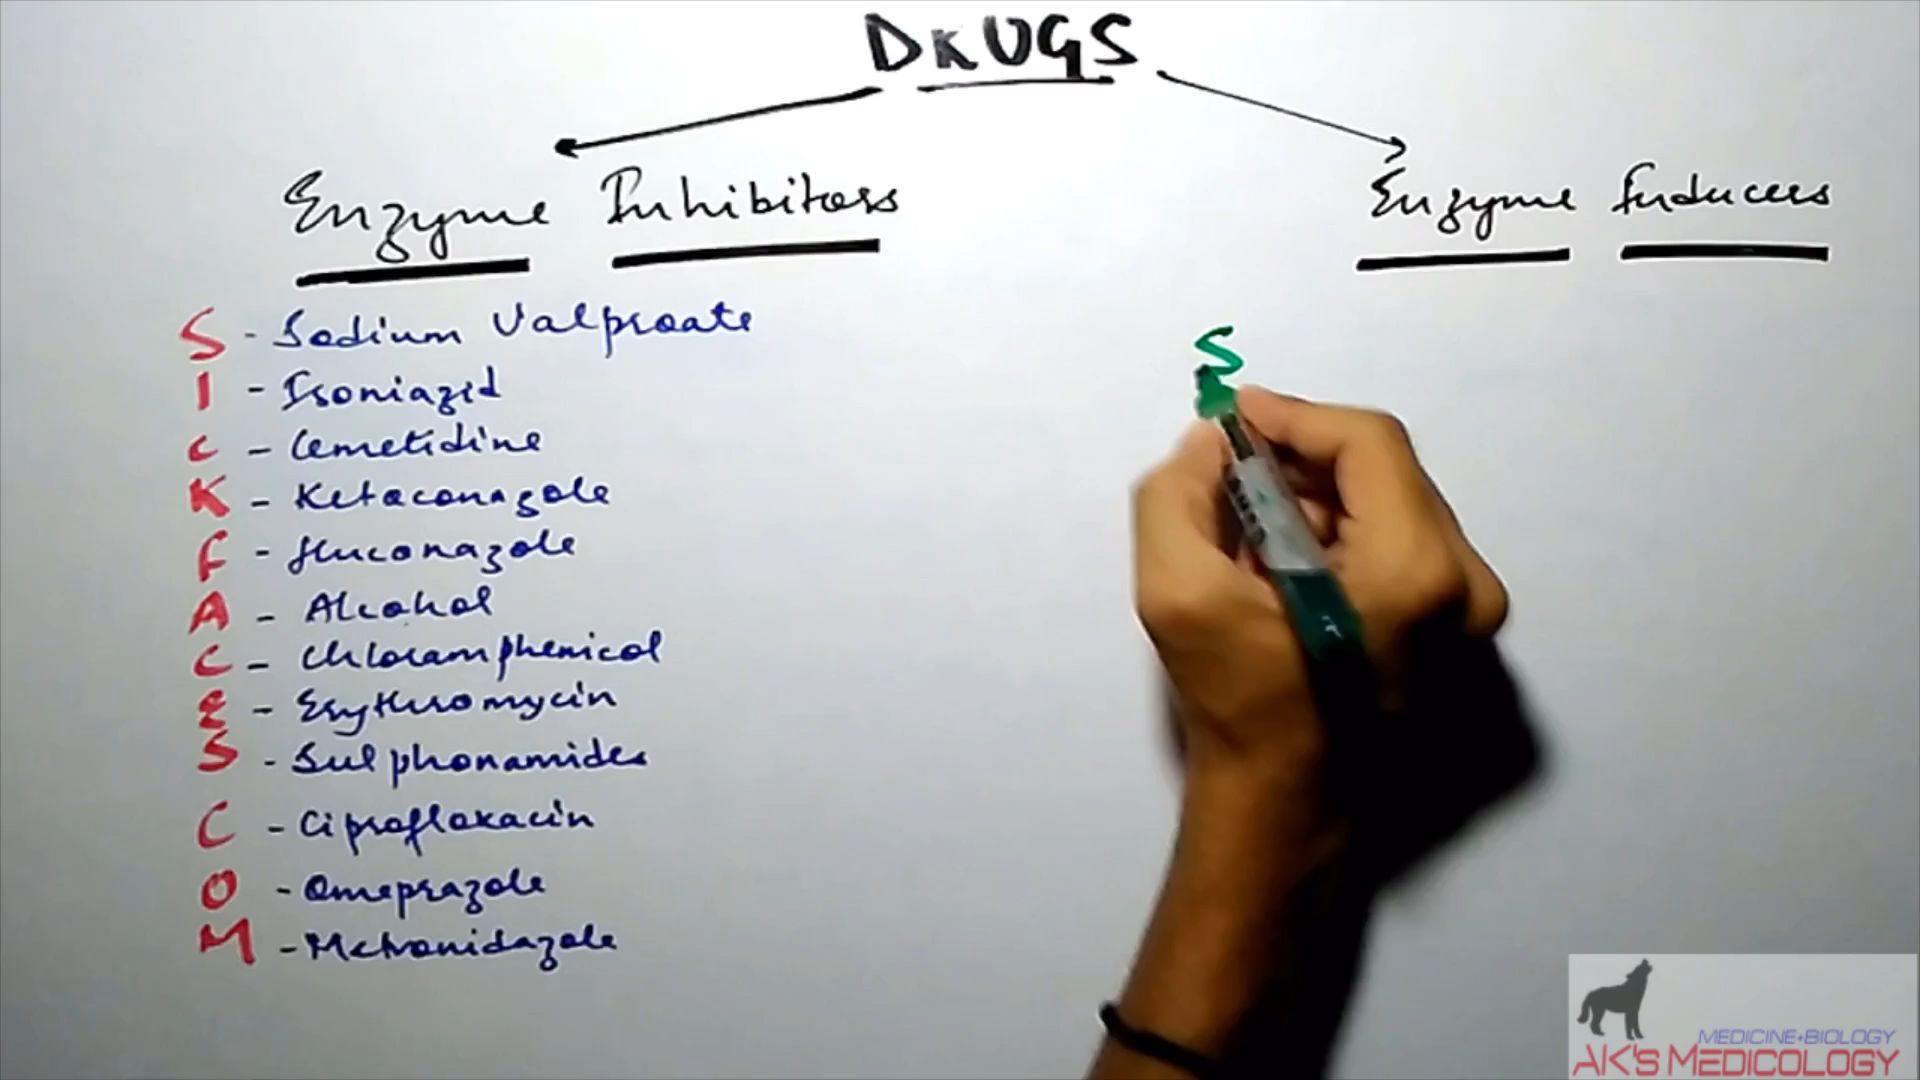 DRUGS
Enzyme Inhibitors
Enzyme Inducers
S - Sodium Valproate
I - Isoniazid
C - Cemetidine
K - Ketoconazole
F - fluconazole
A - Alcohol
C - Chloramphenicol
E - Erythromycin
S - Sulphonamides
C - Ciprofloxacin
O - Omeprazole
M - Metronidazole
S
MEDICINE+BIOLOGY
AK'S MEDICOLOGY